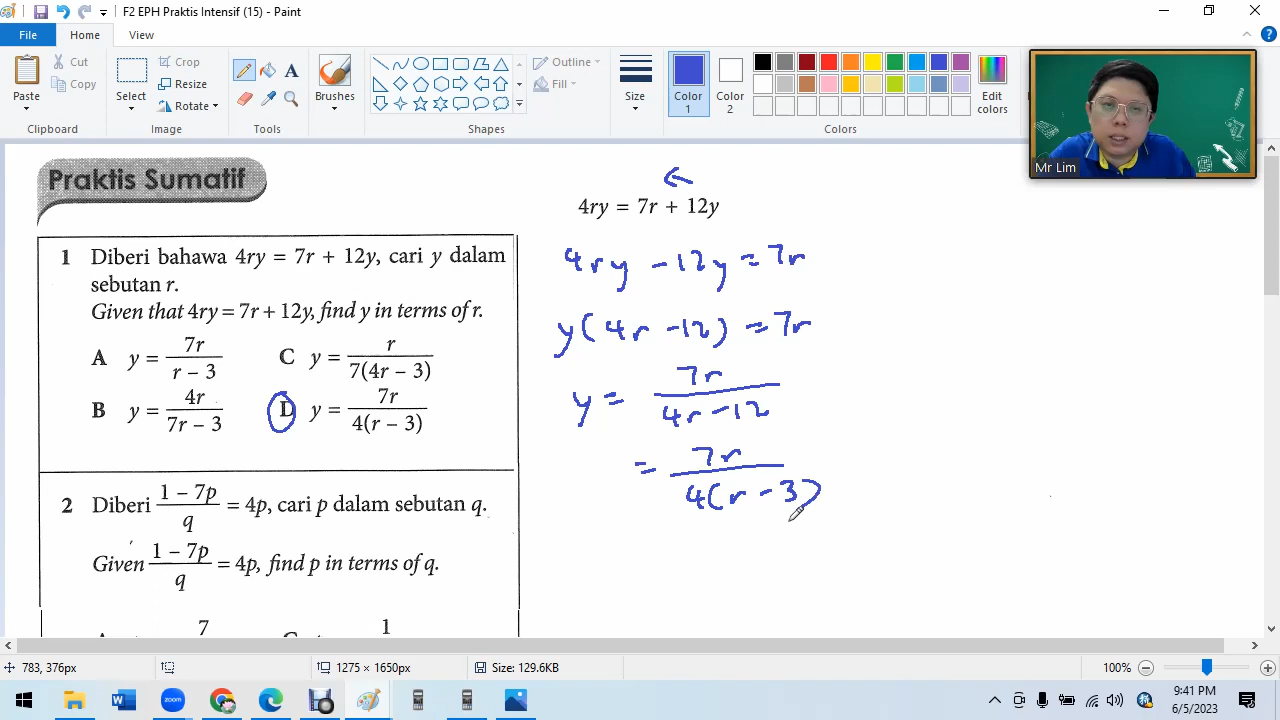 F2 EPH Praktis Intensif (15) - Paint
File Home View
Paste
Cut
Copy
Clipboard
Select
Crop
Resize
Rotate
Image
Tools
Brushes
Shapes
Outline
Fill
Size
Color 1
Color 2
Edit colors
Colors
Mr Lim
Praktis Sumatif
1 Diberi bahawa 4ry = 7r + 12y, cari y dalam
sebutan r.
Given that 4ry = 7r + 12y, find y in terms of r.
A y = 7r / r – 3
C y = r / 7(4r – 3)
B y = 4r / 7r – 3
D y = 7r / 4(r – 3)
2 Diberi 1 – 7p / q = 4p, cari p dalam sebutan q.
Given 1 – 7p / q = 4p, find p in terms of q.
7
1
←
4ry = 7r + 12y
4ry - 12y = 7r
y(4r - 12) = 7r
y = 7r / 4r - 12
= 7r / 4(r - 3)
783, 376px
1275 × 1650px
Size: 129.6KB
100%
zoom
9:41 PM
6/5/2023